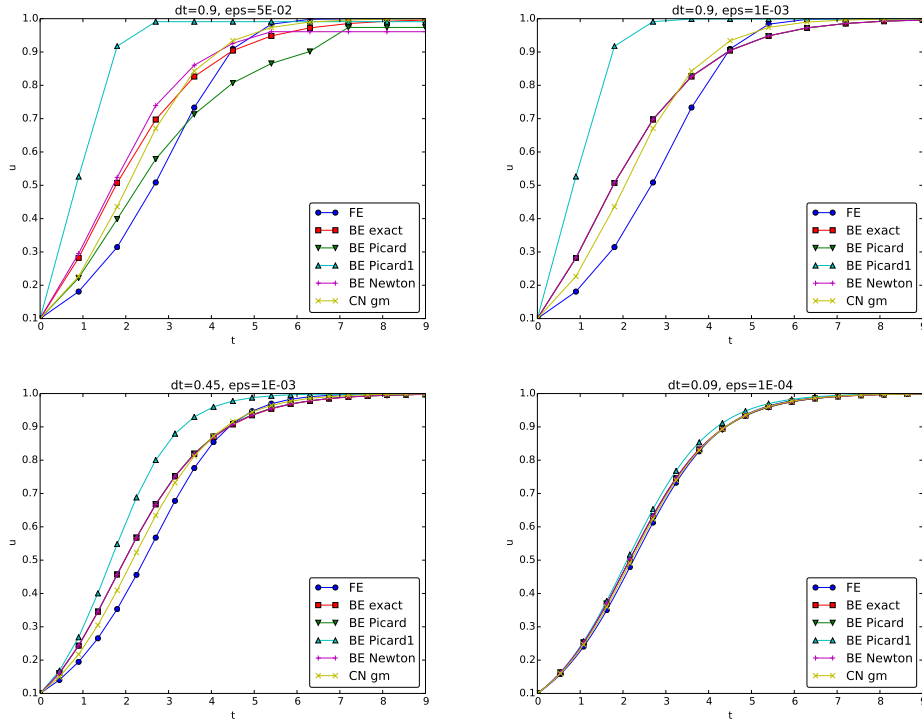 dt=0.9, eps=5E-02
1.0
0.9
0.8
0.7
0.6
0.5
0.4
0.3
0.2
0.1
u
0 1 2 3 4 5 6 7 8 9
t
FE
BE exact
BE Picard
BE Picard1
BE Newton
CN gm
dt=0.9, eps=1E-03
1.0
0.9
0.8
0.7
0.6
0.5
0.4
0.3
0.2
0.1
u
0 1 2 3 4 5 6 7 8 9
t
FE
BE exact
BE Picard
BE Picard1
BE Newton
CN gm
dt=0.45, eps=1E-03
1.0
0.9
0.8
0.7
0.6
0.5
0.4
0.3
0.2
0.1
u
0 1 2 3 4 5 6 7 8 9
t
FE
BE exact
BE Picard
BE Picard1
BE Newton
CN gm
dt=0.09, eps=1E-04
1.0
0.9
0.8
0.7
0.6
0.5
0.4
0.3
0.2
0.1
u
0 1 2 3 4 5 6 7 8 9
t
FE
BE exact
BE Picard
BE Picard1
BE Newton
CN gm